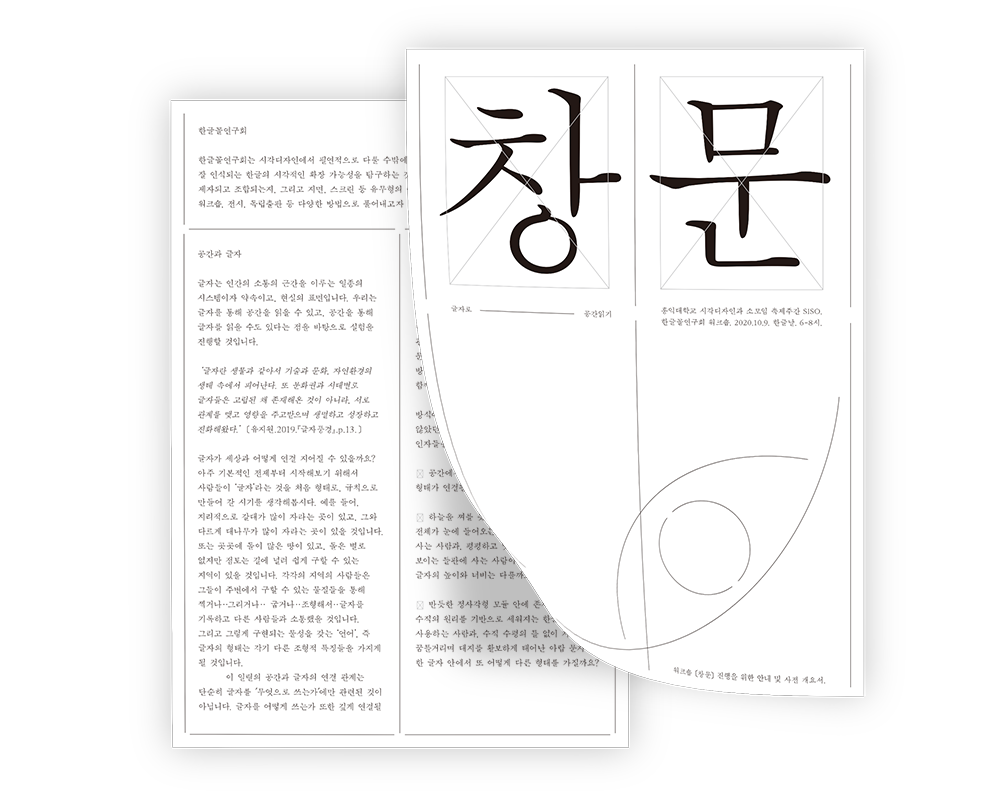 창문
글자로
공간읽기
홍익대학교 시각디자인과 소모임 축제주간 SISO.
한글꼴연구회 워크숍. 2020.10.9. 한글날. 6-8시.
워크숍 [창문] 진행을 위한 안내 및 사전 개요서.
한글꼴연구회
한글꼴연구회는 시각디자인에서 필연적으로 다룰 수밖에
장 인식되는 한글의 시각적인 확장 가능성을 탐구하는
제자되고 조합되는지, 그리고 지면, 스크린 등 유무형의
워크숍, 전시, 독립출판 등 다양한 방법으로 풀어내고자
공간과 글자
글자는 인간의 소통의 근간을 이루는 일종의
시스템이자 약속이고, 현실의 표면입니다. 우리는
글자를 통해 공간을 읽을 수 있고, 공간을 통해
글자를 읽을 수도 있다는 점을 바탕으로 실험을
진행할 것입니다.
“글자란 생물과 같아서 기술과 문화, 자연환경의
생태 속에서 피어난다. 또 문화권과 시대별로
글자들은 고립된 채 존재해온 것이 아니라, 서로
관계를 맺고 영향을 주고받으며 생멸하고 성장하고
진화해왔다.” [유지원.2019.『글자풍경』.p.13.]
글자가 세상과 어떻게 연결 지어질 수 있을까요?
아주 기본적인 전제부터 시작해보기 위해서
사람들이 '글자'라는 것을 처음 형태로, 규칙으로
만들어 갈 시기를 생각해봅시다. 예를 들어,
지리적으로 갈대가 많이 자라는 곳이 있고, 그와
다르게 대나무가 많이 자라는 곳이 있을 것입니다.
또는 곳곳에 돌이 많은 땅이 있고, 돌은 별로
없지만 점토는 길에 널려 쉽게 구할 수 있는
지역이 있을 것입니다. 각각의 지역의 사람들은
그들이 주변에서 구할 수 있는 물질들을 통해
찍거나··그리거나·· 굽거나··조형해서··글자를
기록하고 다른 사람들과 소통했을 것입니다.
그리고 그렇게 구현되는 물성을 갖는 '언어', 즉
글자의 형태는 각기 다른 조형적 특징들을 가지게
될 것입니다.
이 일련의 공간과 글자의 연결 관계는
단순히 글자를 '무엇으로 쓰는가'에만 관련된 것이
아닙니다. 글자를 어떻게 쓰는가 또한 깊게 연결될
방식
않았던
인자들
공간에
형태가 연결
하늘을 찌를
전체가 눈에 들어오
사는 사람과, 평평하고
보이는 들판에 사는 사람이
글자의 높이와 너비는 다를까
반듯한 정사각형 모듈 안에
수직의 원리를 기반으로 세워지는
사용하는 사람과, 수직 수평의 틀 없이
꿈틀거리며 대지를 활보하게 태어난 아랍 문자
한 글자 안에서 또 어떻게 다른 형태를 가질까요?